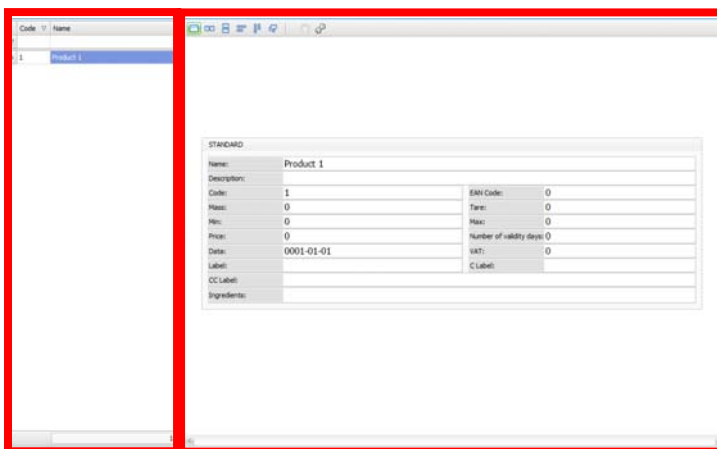 Code Name
1 Product 1
1
STANDARD
Name: Product 1
Description:
Code: 1 EAN Code: 0
Mass: 0 Tare: 0
Min: 0 Max: 0
Price: 0 Number of validity days: 0
Data: 0001-01-01 VAT: 0
Label: C Label:
CC Label:
Ingredients: